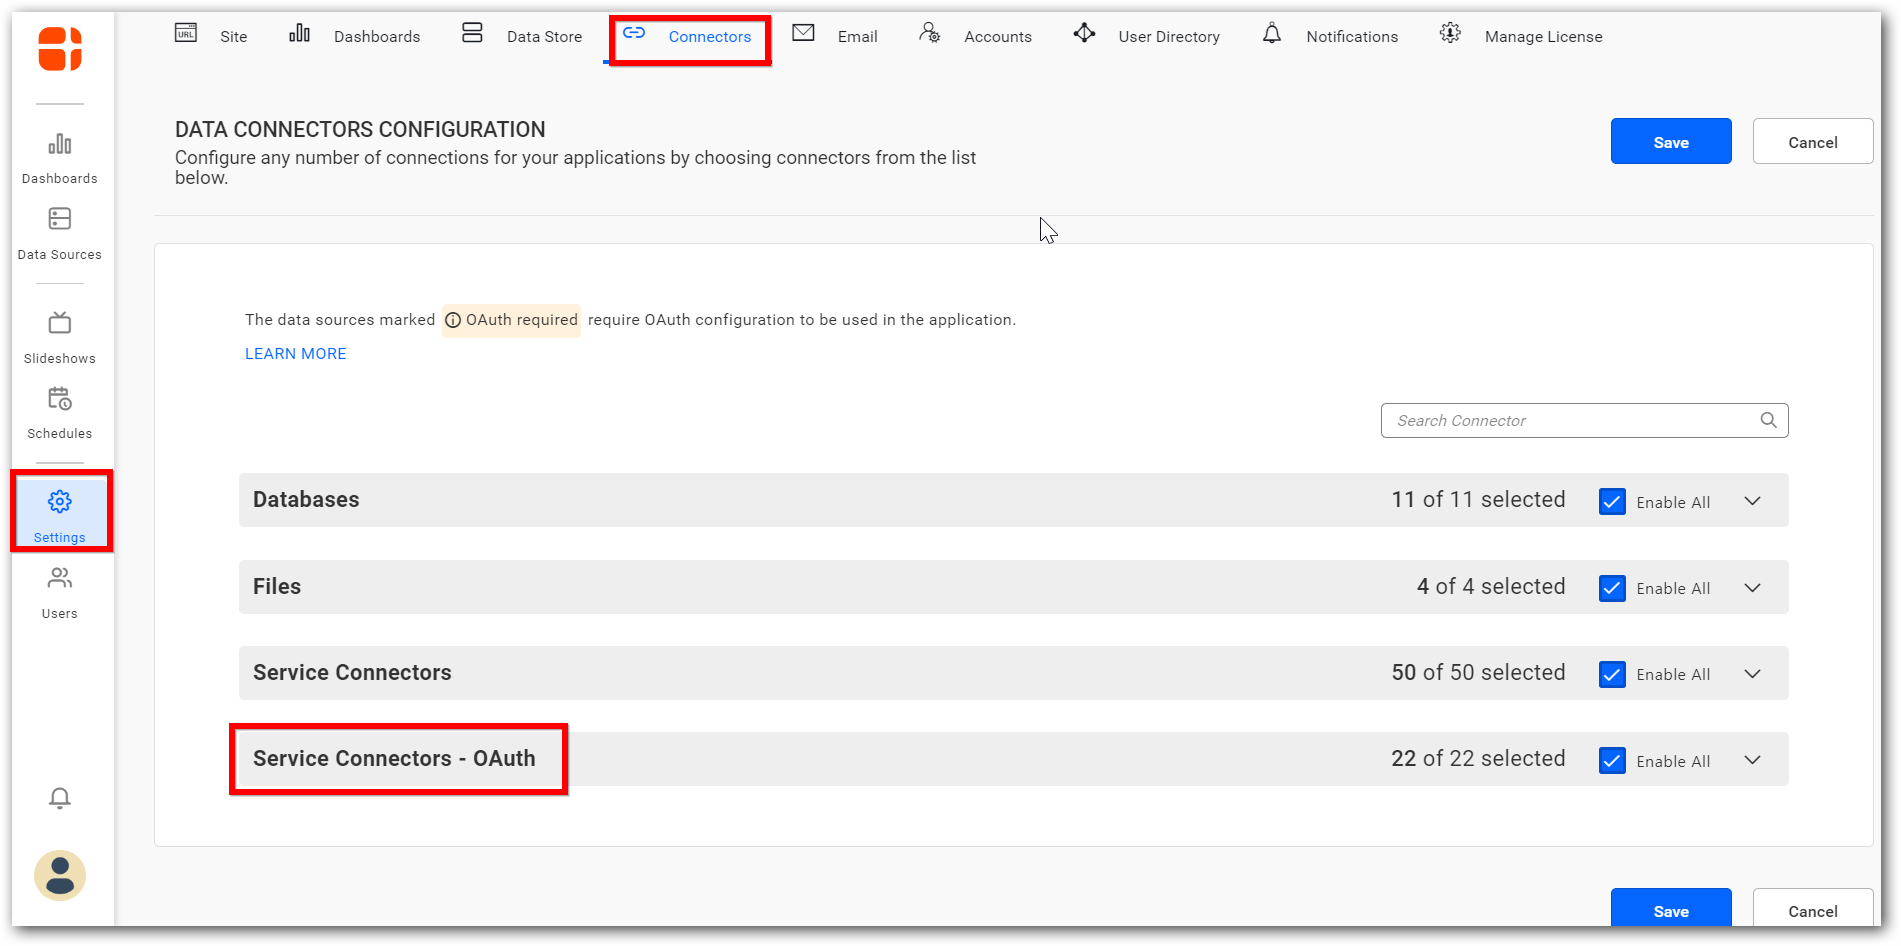 URL Site Dashboards Data Store Connectors Email Accounts User Directory Notifications Manage License
Dashboards
Data Sources
Slideshows
Schedules
Settings
Users
DATA CONNECTORS CONFIGURATION
Configure any number of connections for your applications by choosing connectors from the list
below.
Save Cancel
The data sources marked OAuth required require OAuth configuration to be used in the application.
LEARN MORE
Search Connector
Databases 11 of 11 selected Enable All
Files 4 of 4 selected Enable All
Service Connectors 50 of 50 selected Enable All
Service Connectors - OAuth 22 of 22 selected Enable All
Save Cancel